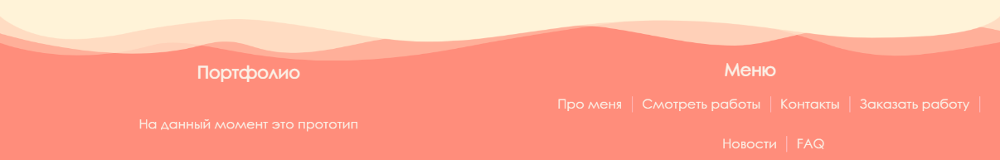 Портфолио
На данный момент это прототип
Меню
Про меня | Смотреть работы | Контакты | Заказать работу |
Новости | FAQ